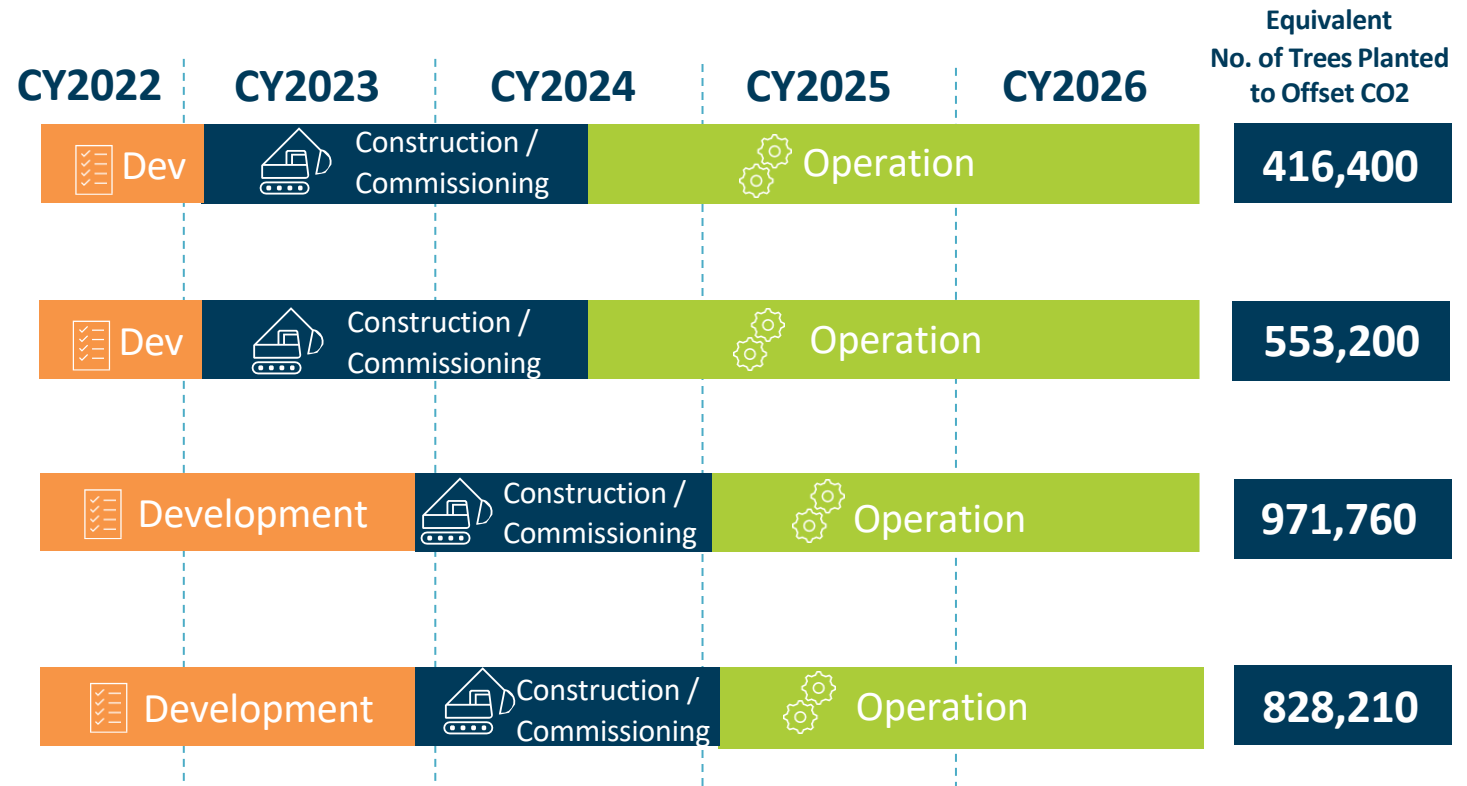 Equivalent
No. of Trees Planted
to Offset CO2
CY2022
CY2023
CY2024
CY2025
CY2026
Dev
Construction /
Commissioning
Operation
416,400
Dev
Construction /
Commissioning
Operation
553,200
Development
Construction /
Commissioning
Operation
971,760
Development
Construction /
Commissioning
Operation
828,210